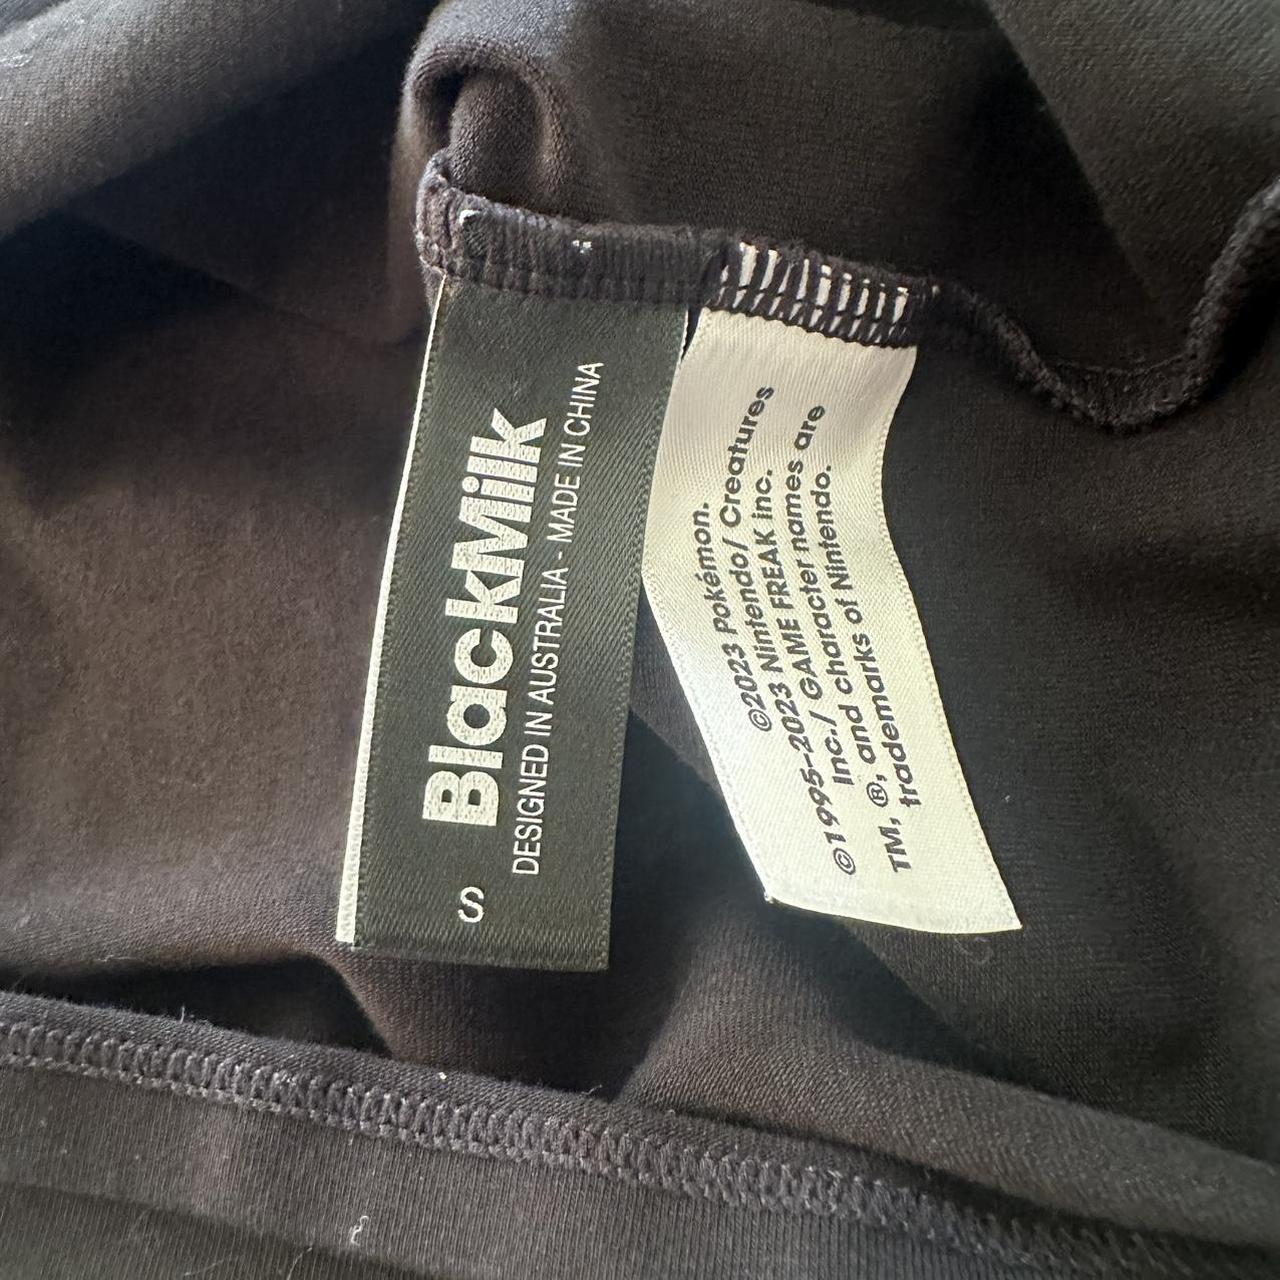 BlackMilk
DESIGNED IN AUSTRALIA - MADE IN CHINA
S
©2023 Pokémon.
©1995-2023 Nintendo/ Creatures
Inc./ GAME FREAK inc.
TM, ®, and character names are
trademarks of Nintendo.